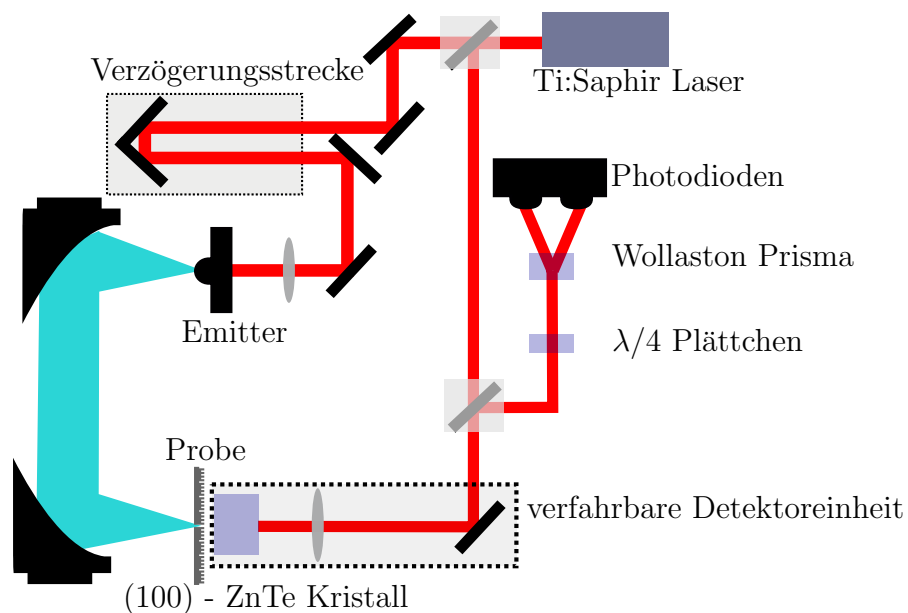 Verzögerungsstrecke
Ti:Saphir Laser
Photodioden
Wollaston Prisma
Emitter
λ/4 Plättchen
Probe
verfahrbare Detektoreinheit
(100) - ZnTe Kristall